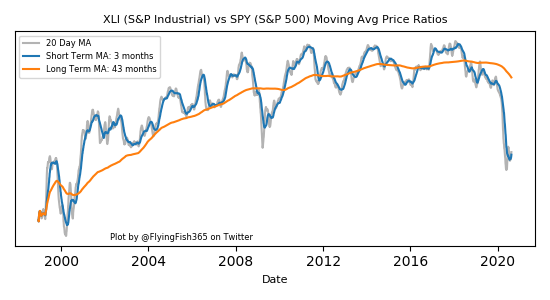 XLI (S&P Industrial) vs SPY (S&P 500) Moving Avg Price Ratios
20 Day MA
Short Term MA: 3 months
Long Term MA: 43 months
Plot by @FlyingFish365 on Twitter
2000 2004 2008 2012 2016 2020
Date